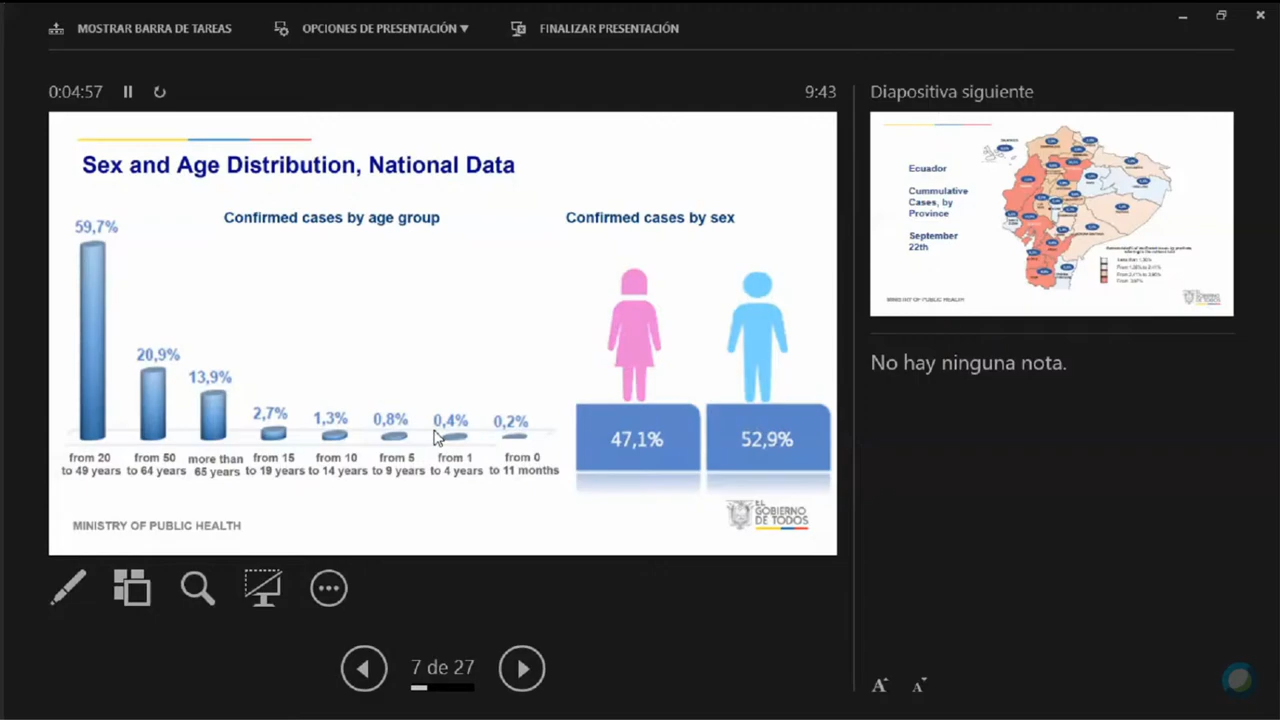 MOSTRAR BARRA DE TAREAS
OPCIONES DE PRESENTACIÓN ▼
FINALIZAR PRESENTACIÓN
0:04:57
9:43
Diapositiva siguiente
Sex and Age Distribution, National Data
Confirmed cases by age group
Confirmed cases by sex
59,7%
20,9%
13,9%
2,7%
1,3%
0,8%
0,4%
0,2%
from 20
to 49 years
from 50
to 64 years
more than
65 years
from 15
to 19 years
from 10
to 14 years
from 5
to 9 years
from 1
to 4 years
from 0
to 11 months
47,1%
52,9%
MINISTRY OF PUBLIC HEALTH
EL
GOBIERNO
DE TODOS
Ecuador
Cummulative
Cases, by
Province
September
22th
MINISTRY OF PUBLIC HEALTH
No hay ninguna nota.
7 de 27
A
A